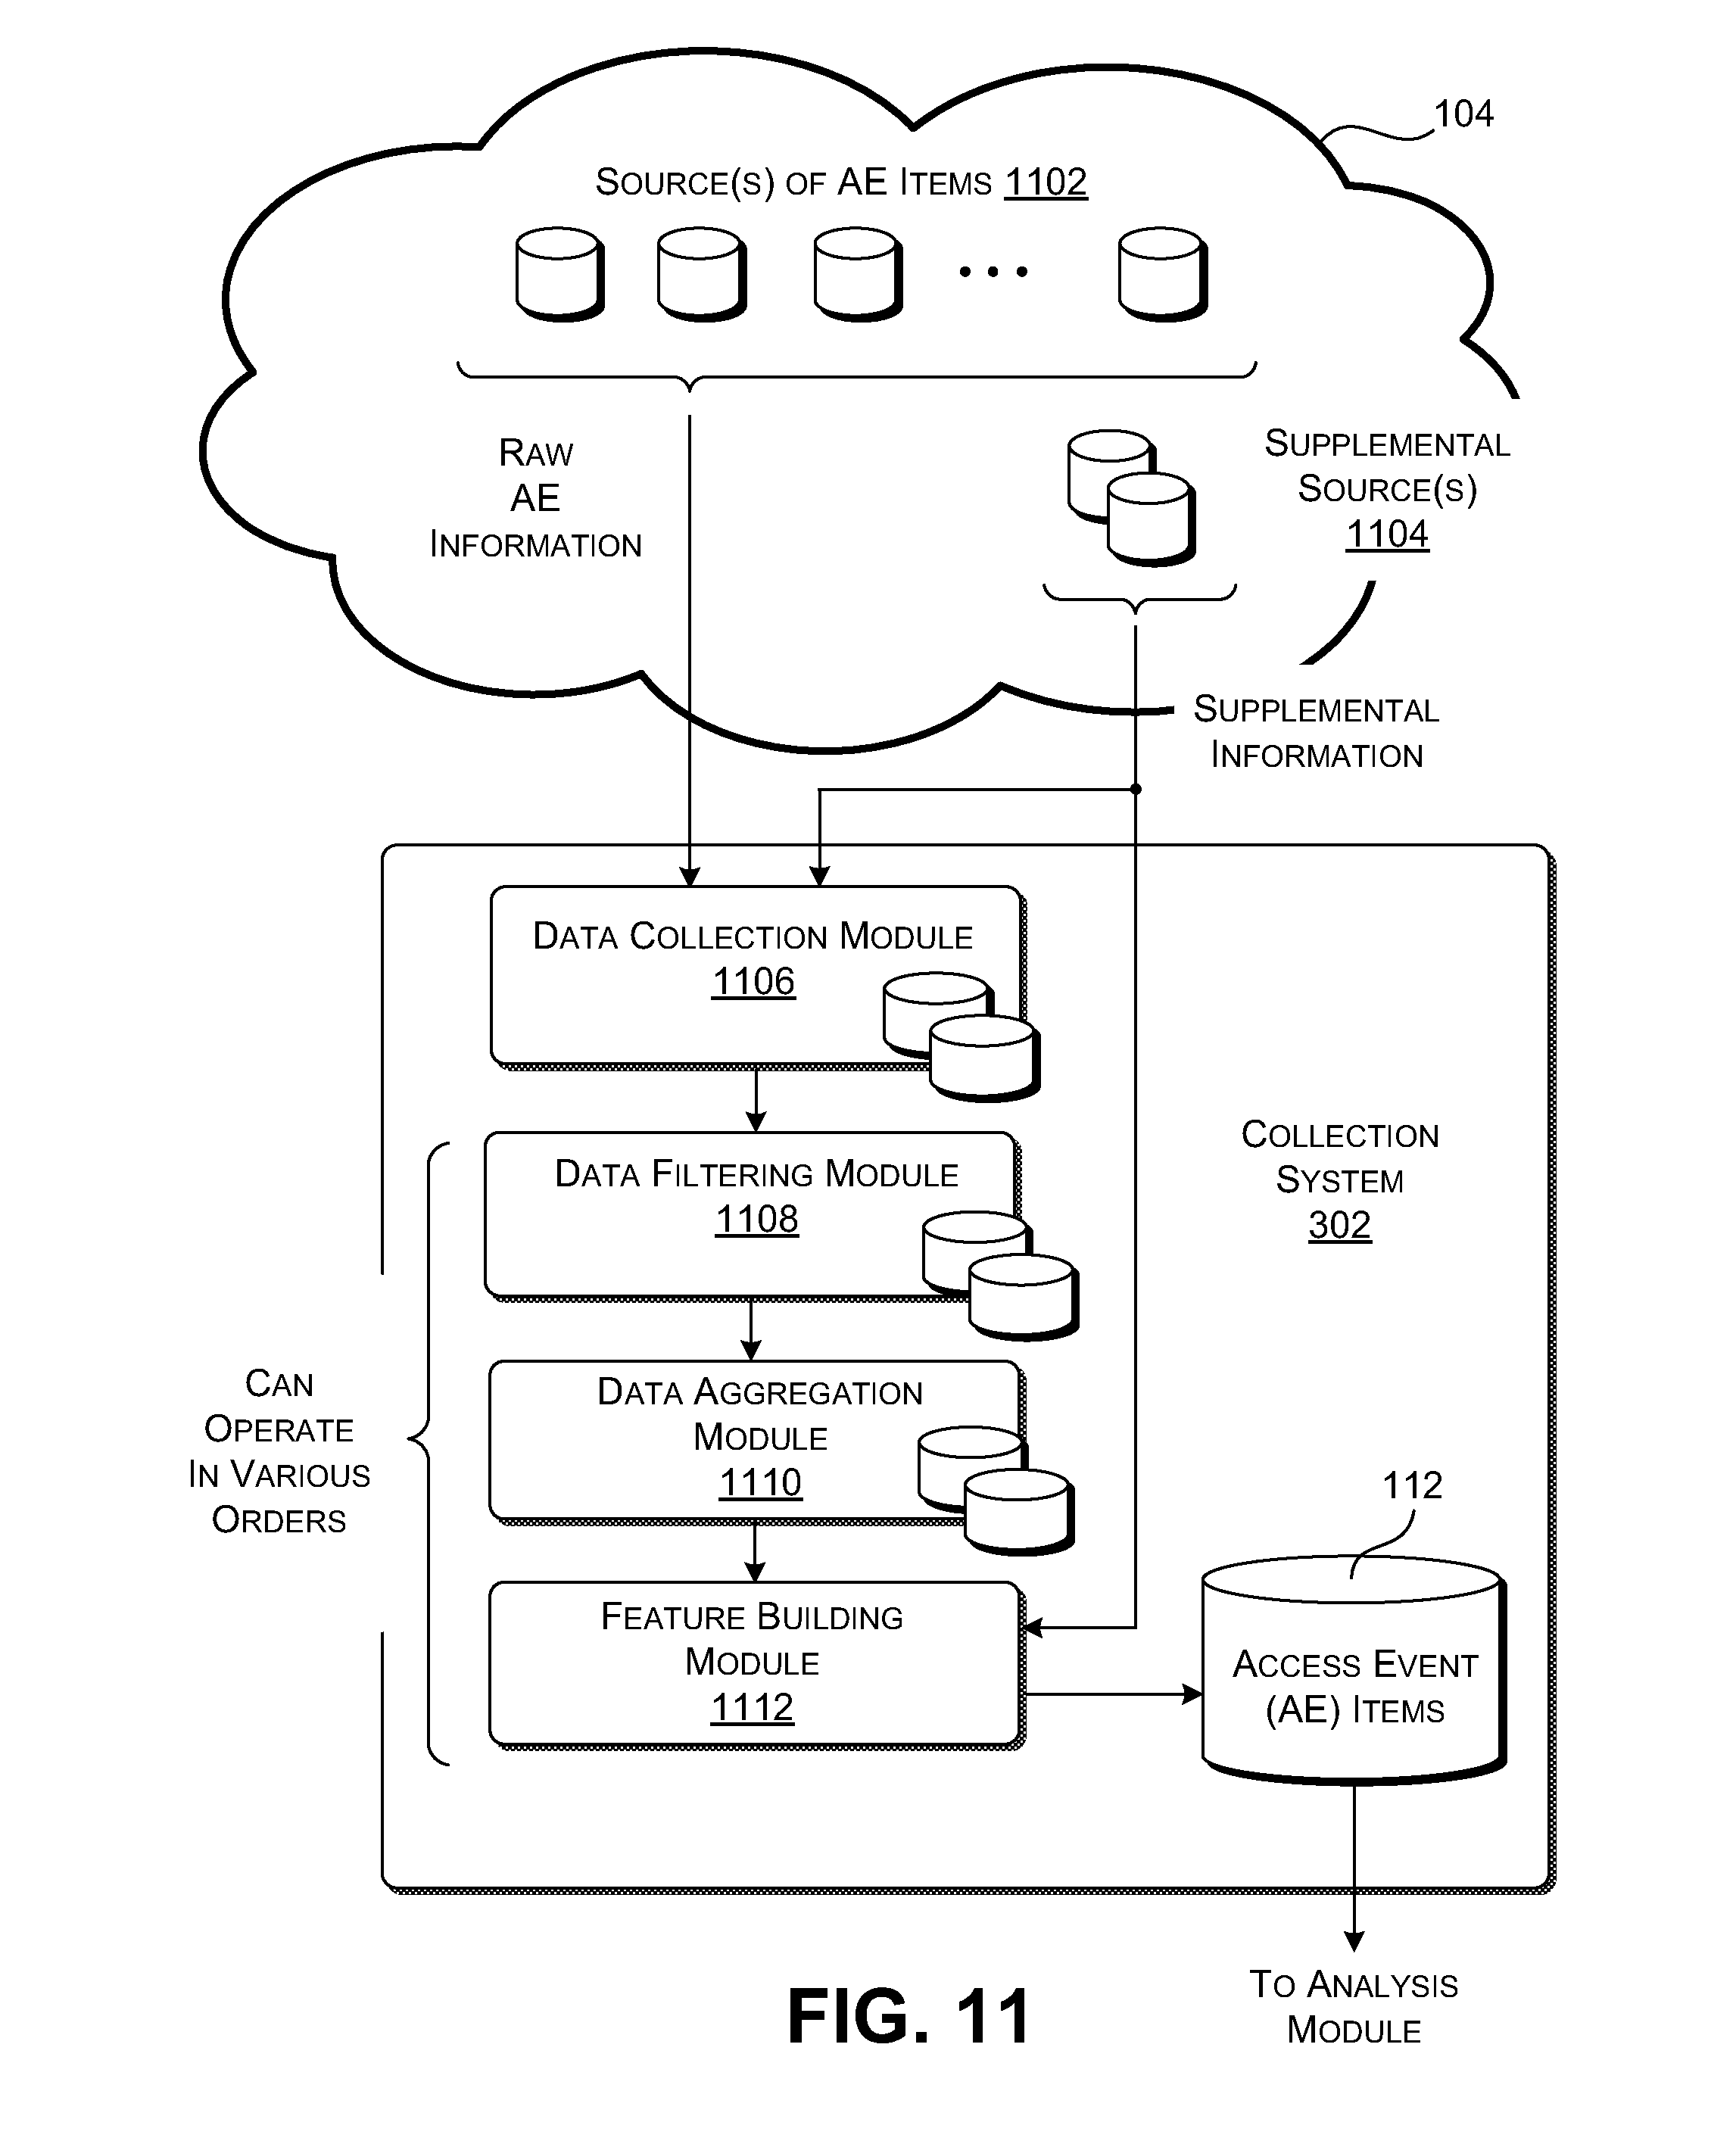 104
Source(s) of AE Items 1102
Raw
AE
Information
Supplemental
Source(s)
1104
Supplemental
Information
Data Collection Module
1106
Data Filtering Module
1108
Collection
System
302
Can
Operate
In Various
Orders
Data Aggregation
Module
1110
Feature Building
Module
1112
112
Access Event
(AE) Items
To Analysis
Module
FIG. 11